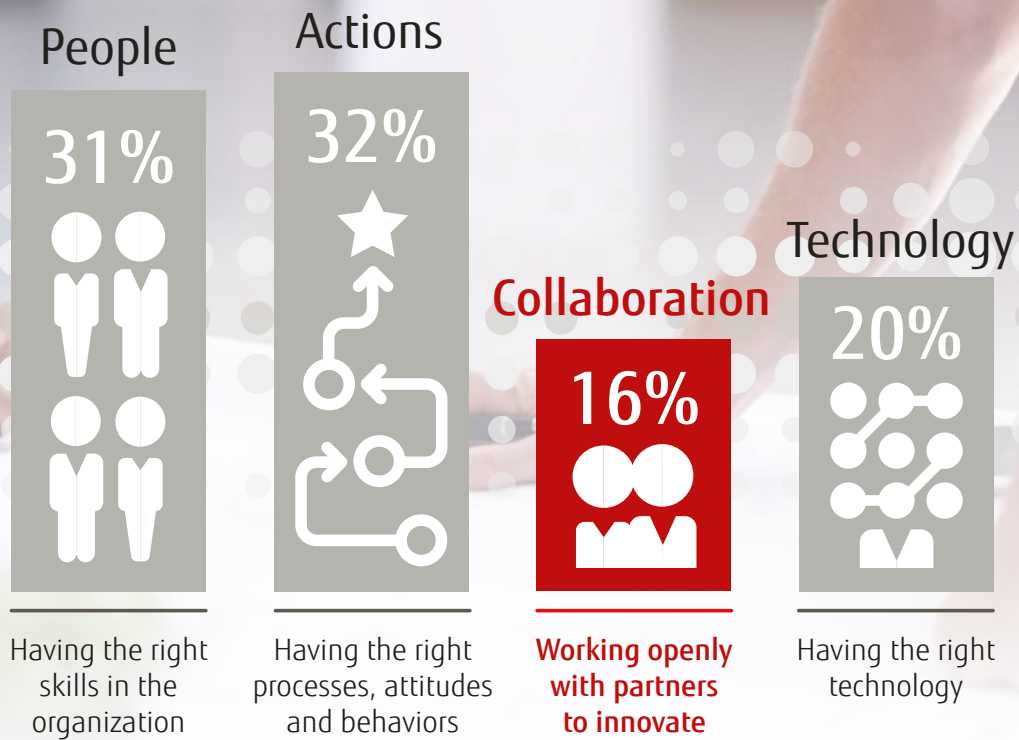 People
31%
Having the right
skills in the
organization
Actions
32%
Having the right
processes, attitudes
and behaviors
Collaboration
16%
Working openly
with partners
to innovate
Technology
20%
Having the right
technology